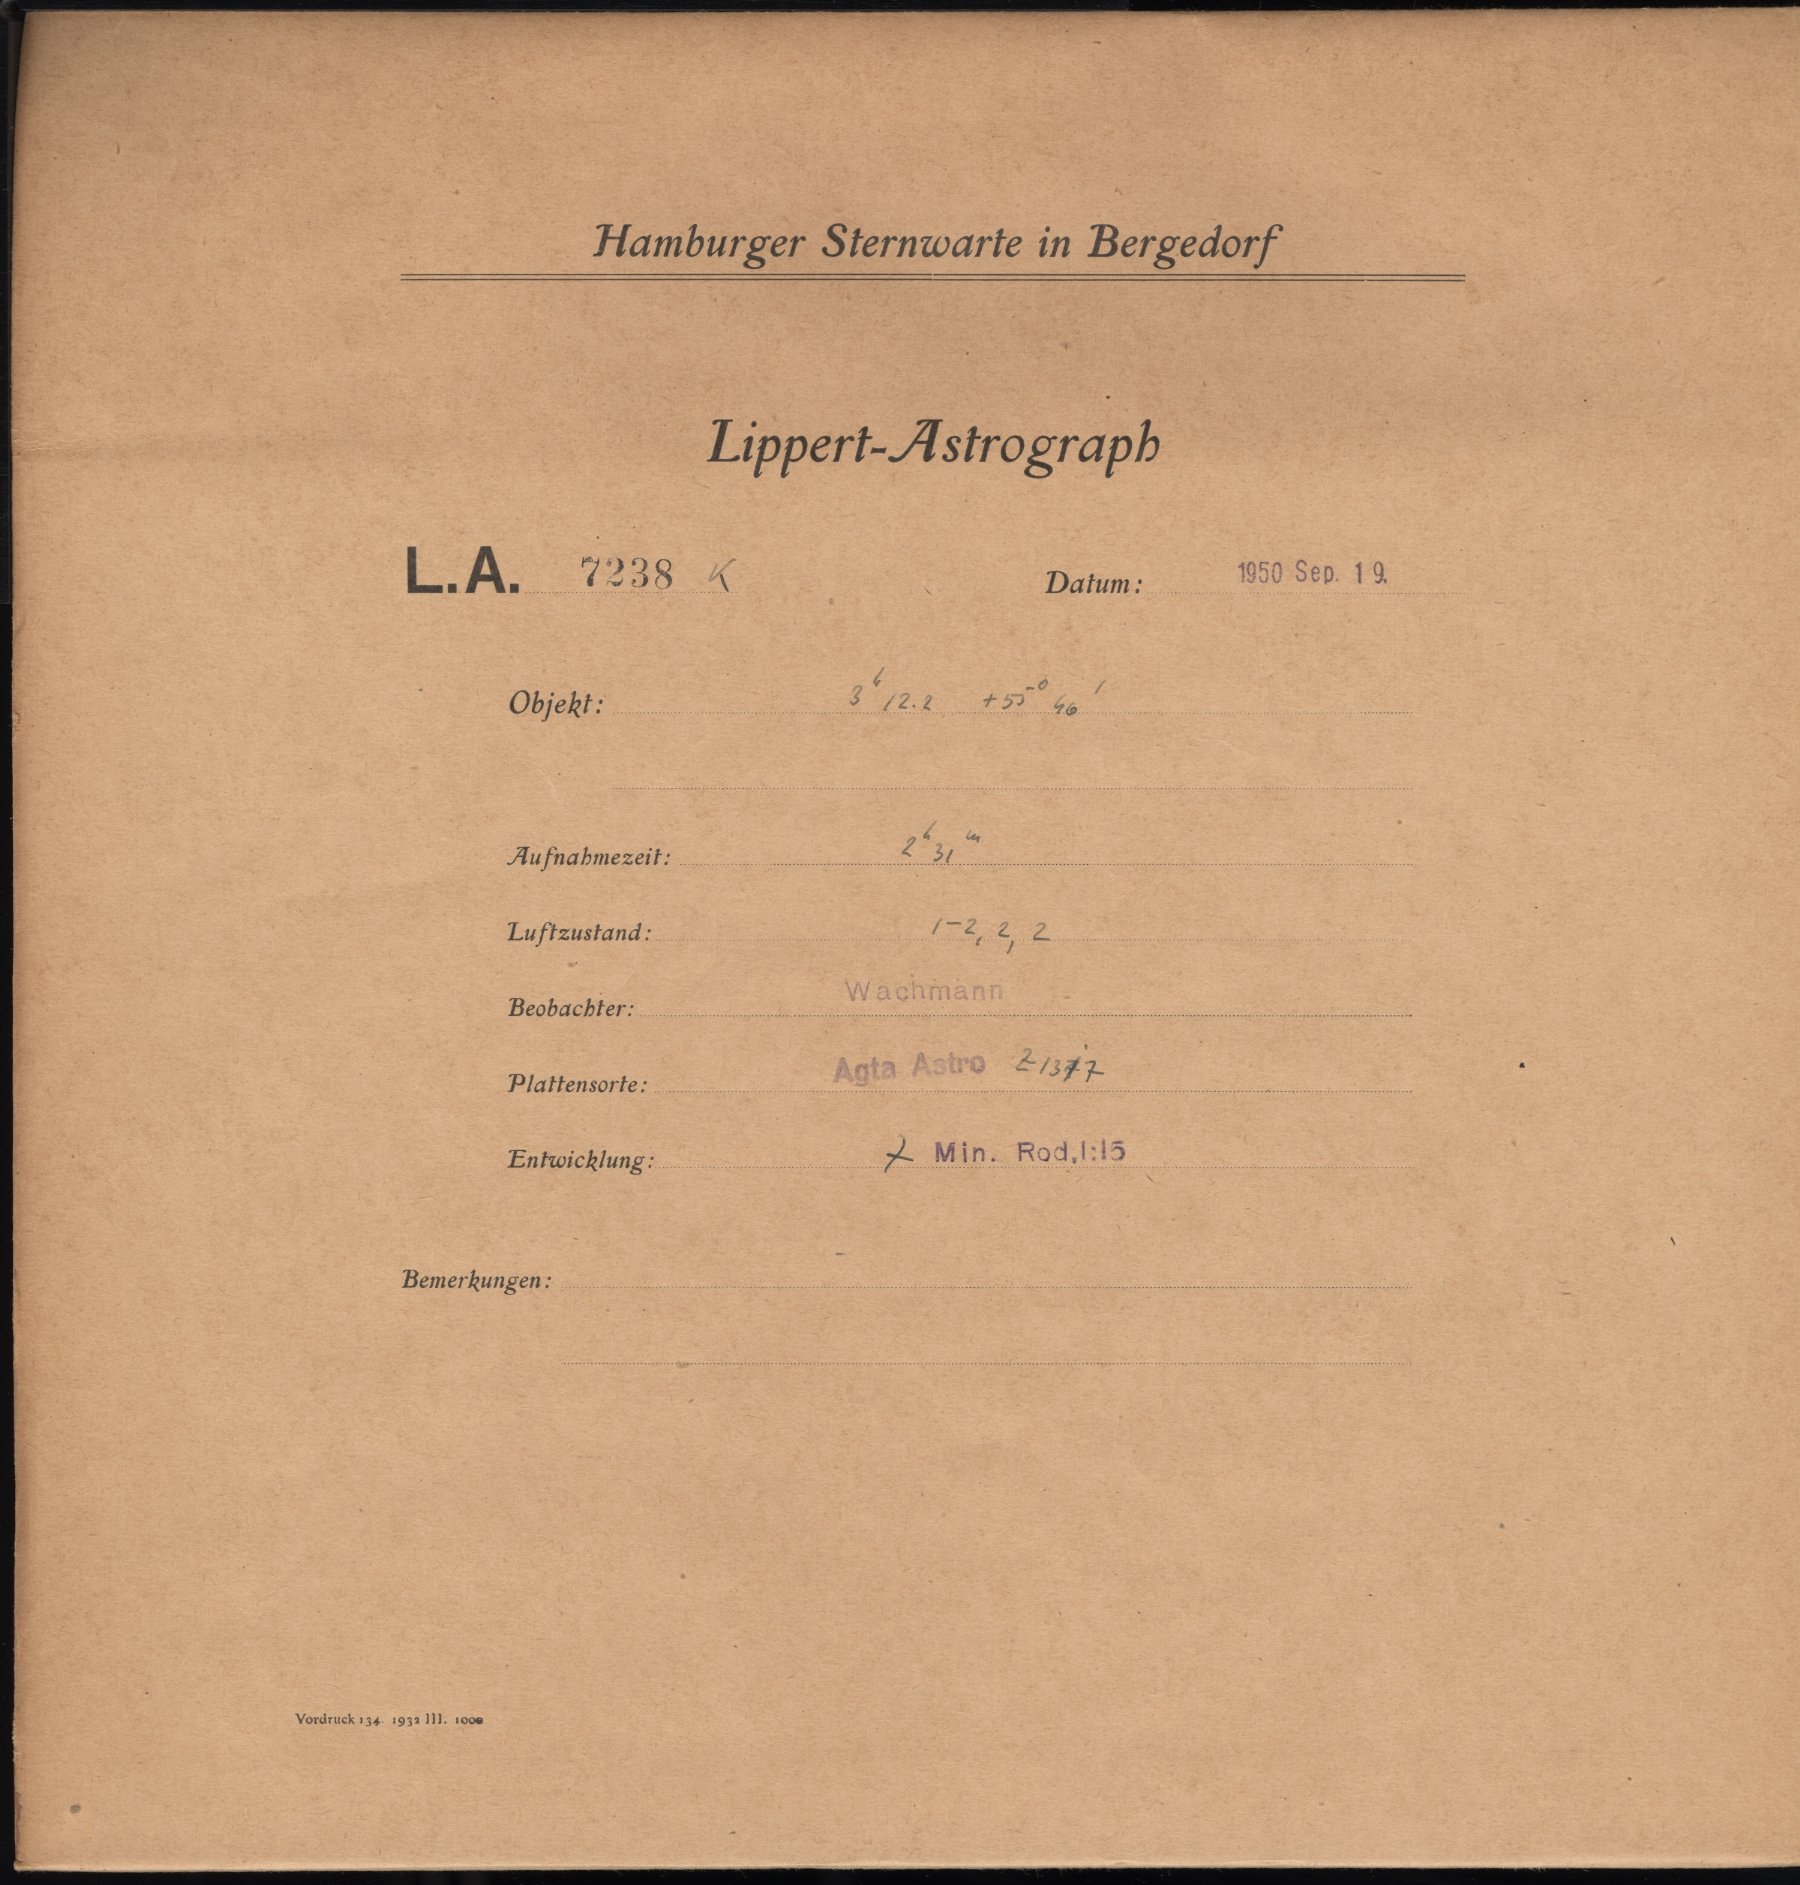 Hamburger Sternwarte in Bergedorf
Lippert-Astrograph
L.A. 7238 K Datum: 1950 Sep. 19.
Objekt: 3h 12.2 +55° 46'
Aufnahmezeit: 2h 31m
Luftzustand: 1-2, 2, 2
Beobachter: Wachmann
Plattensorte: Agfa Astro Z1377
Entwicklung: 7 Min. Rod,1:15
Bemerkungen:
Vordruck 134. 1932 III. 1000